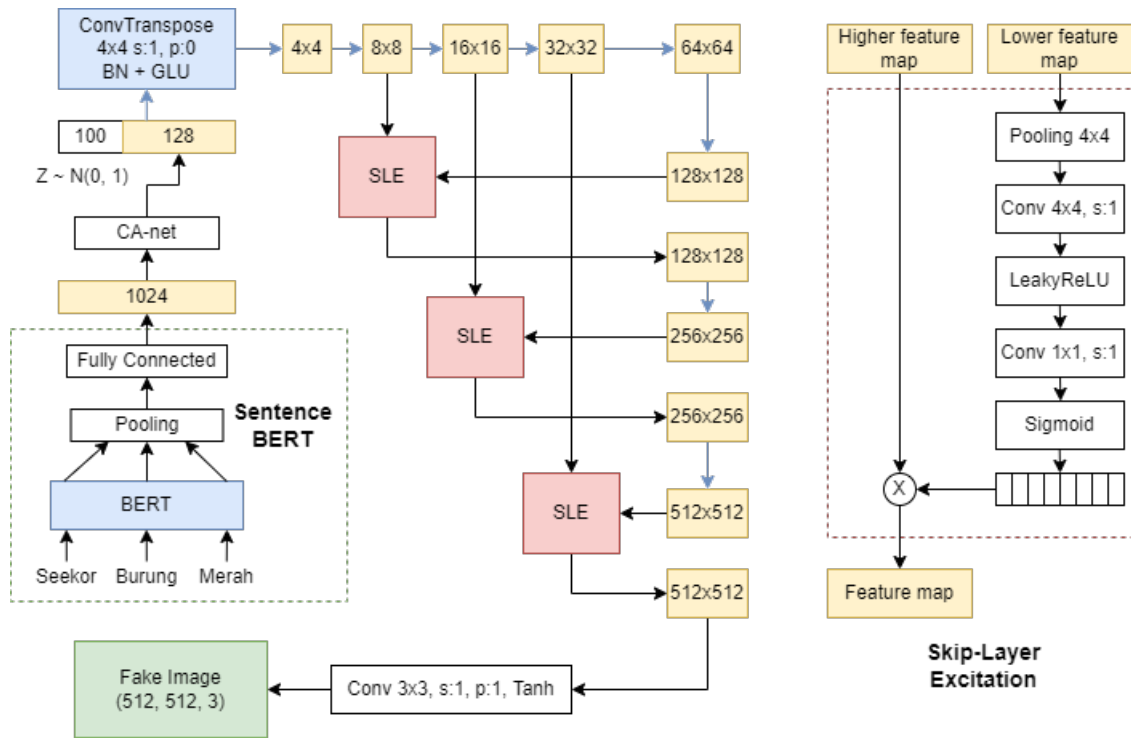 ConvTranspose
4x4 s:1, p:0
BN + GLU
4x4
8x8
16x16
32x32
64x64
100
128
Z ~ N(0, 1)
CA-net
1024
Fully Connected
Pooling
Sentence
BERT
BERT
Seekor
Burung
Merah
SLE
128x128
128x128
SLE
256x256
256x256
SLE
512x512
512x512
Conv 3x3, s:1, p:1, Tanh
Fake Image
(512, 512, 3)
Higher feature
map
Lower feature
map
Pooling 4x4
Conv 4x4, s:1
LeakyReLU
Conv 1x1, s:1
Sigmoid
X
Feature map
Skip-Layer
Excitation